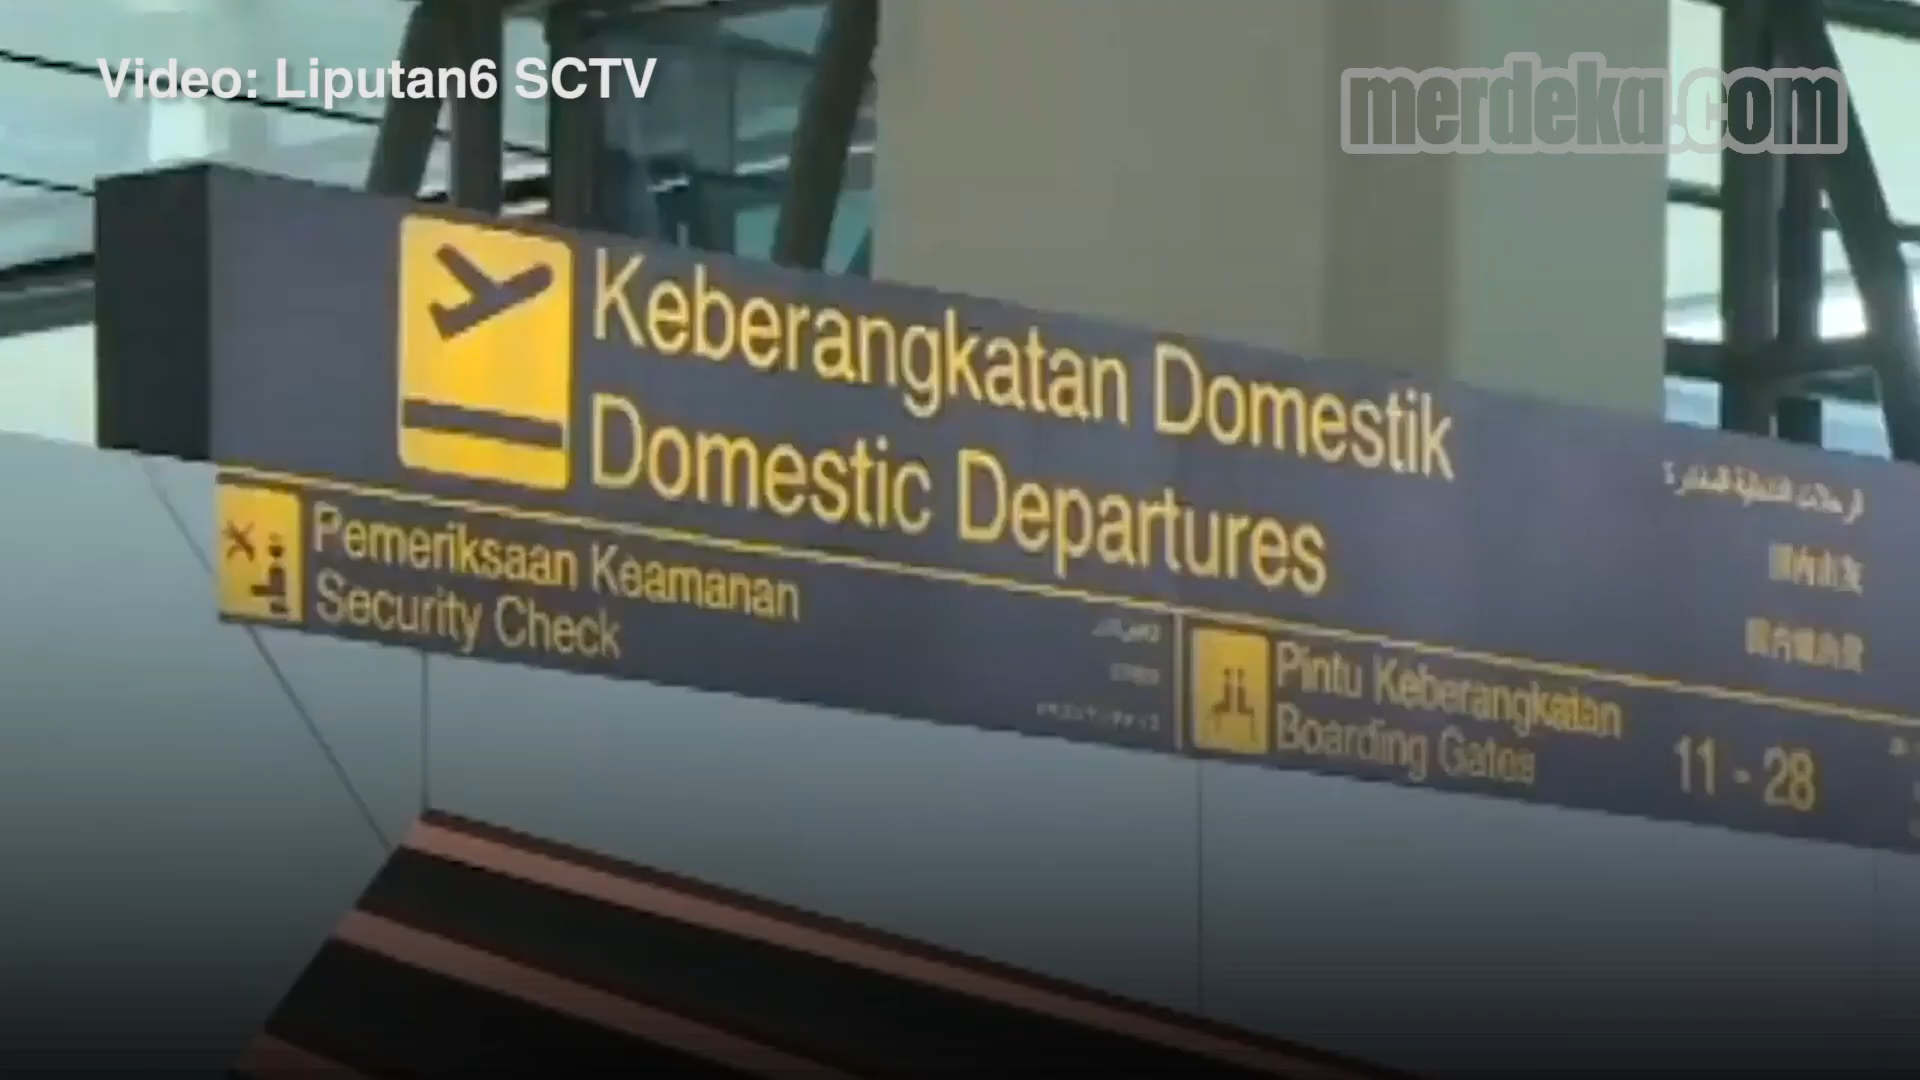 Video: Liputan6 SCTV
merdeka.com
Keberangkatan Domestik
Domestic Departures
Pemeriksaan Keamanan
Security Check
Pintu Keberangkatan
Boarding Gates
11 - 28